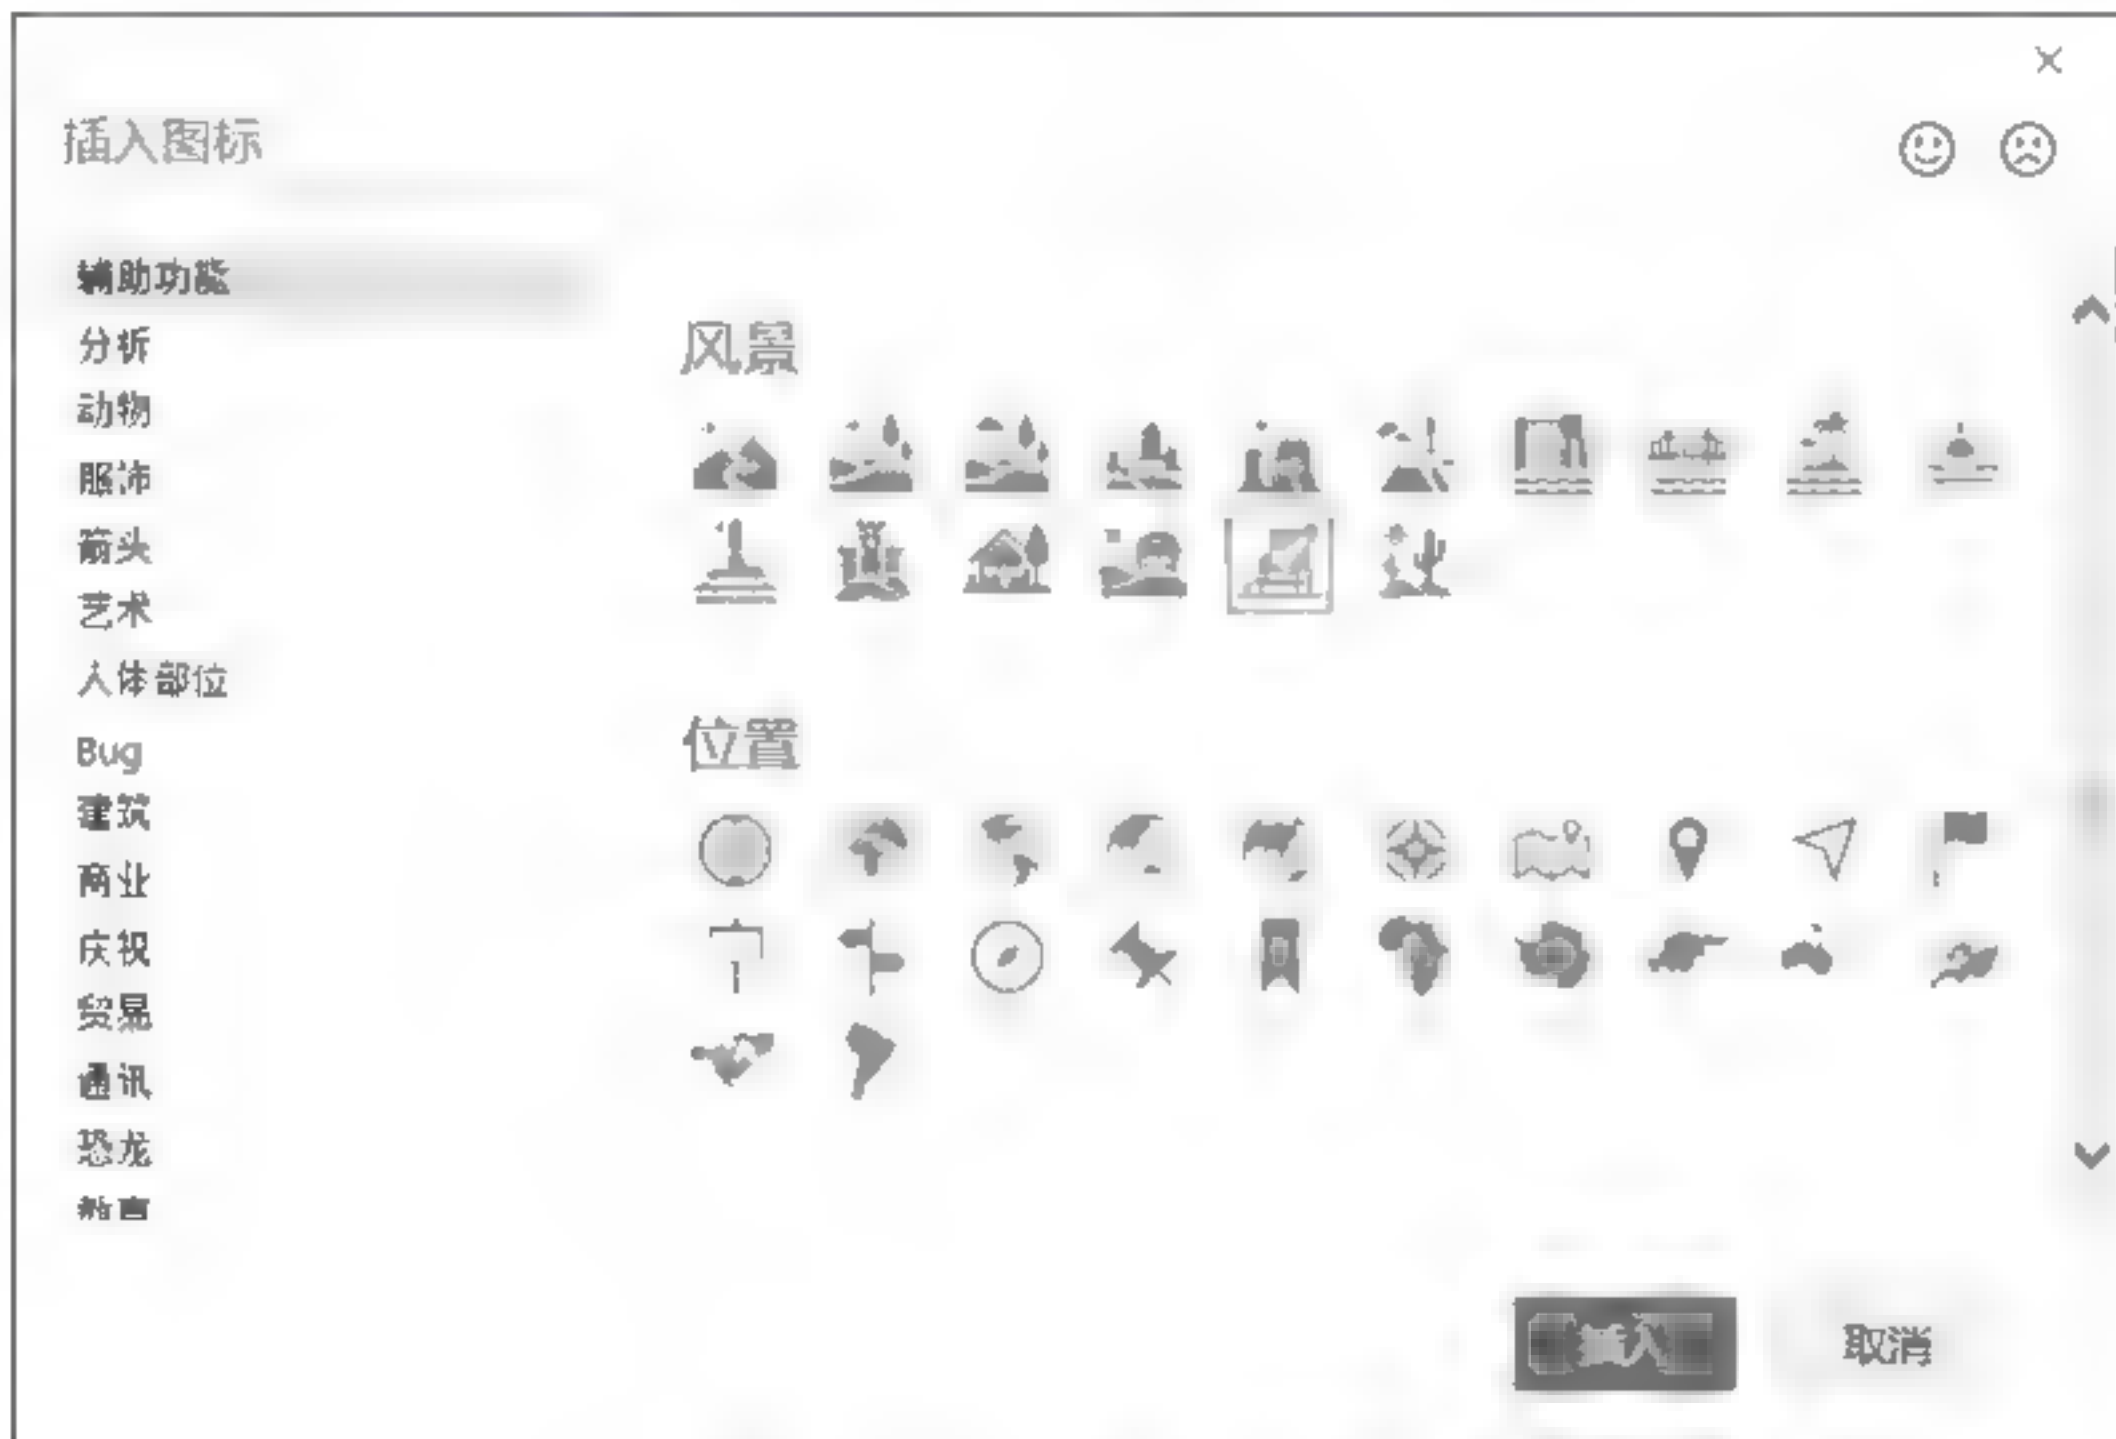 插入图标
辅助功能
分析
动物
服饰
箭头
艺术
人体部位
Bug
建筑
商业
庆祝
贸易
通讯
恐龙
教育
风景
位置
插入
取消